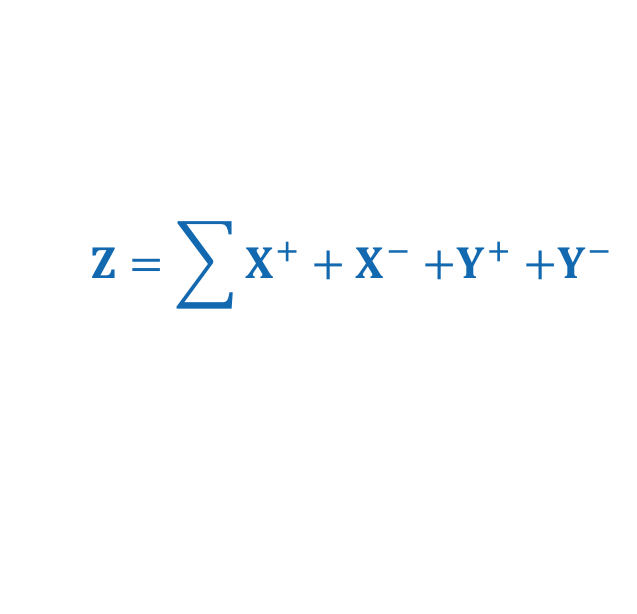 Z = ∑ X⁺ + X⁻ +Y⁺ +Y⁻